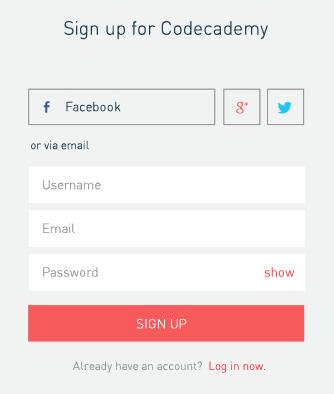 Sign up for Codecademy
f Facebook g+
or via email
Username
Email
Password show
SIGN UP
Already have an account? Log in now.